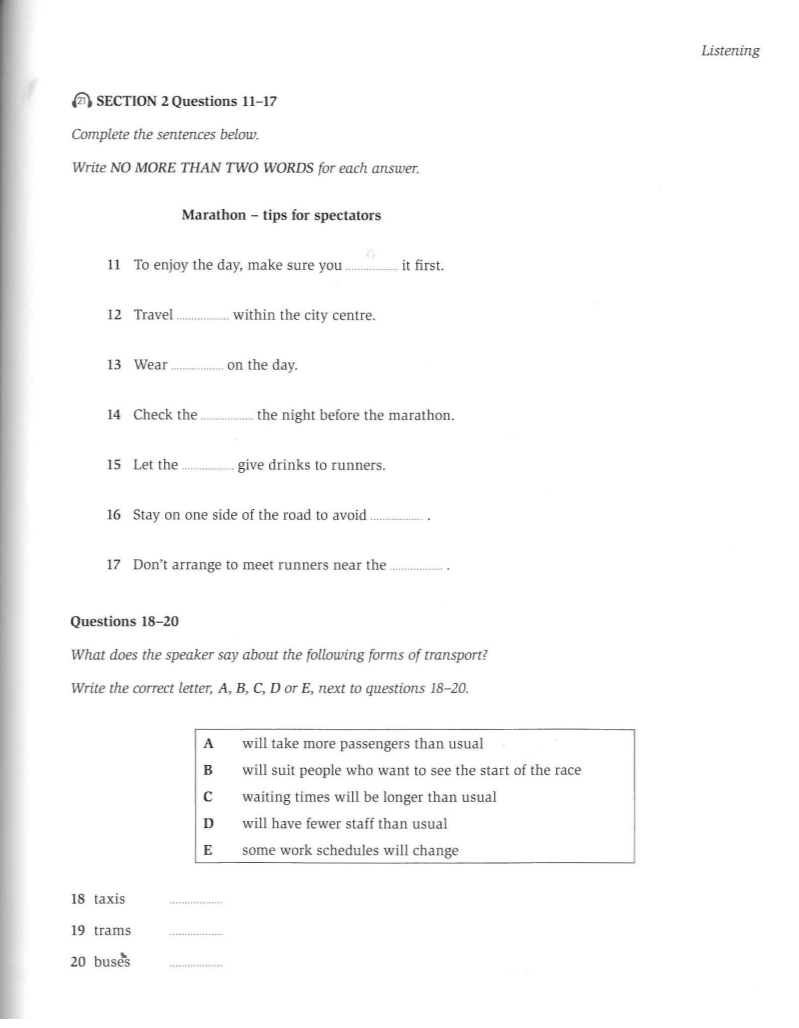 Listening
21 SECTION 2 Questions 11–17
Complete the sentences below.
Write NO MORE THAN TWO WORDS for each answer.
Marathon – tips for spectators
11 To enjoy the day, make sure you .................. it first.
12 Travel .................. within the city centre.
13 Wear .................. on the day.
14 Check the .................. the night before the marathon.
15 Let the .................. give drinks to runners.
16 Stay on one side of the road to avoid .................. .
17 Don't arrange to meet runners near the .................. .
Questions 18–20
What does the speaker say about the following forms of transport?
Write the correct letter, A, B, C, D or E, next to questions 18–20.
A will take more passengers than usual
B will suit people who want to see the start of the race
C waiting times will be longer than usual
D will have fewer staff than usual
E some work schedules will change
18 taxis ..................
19 trams ..................
20 buses ..................